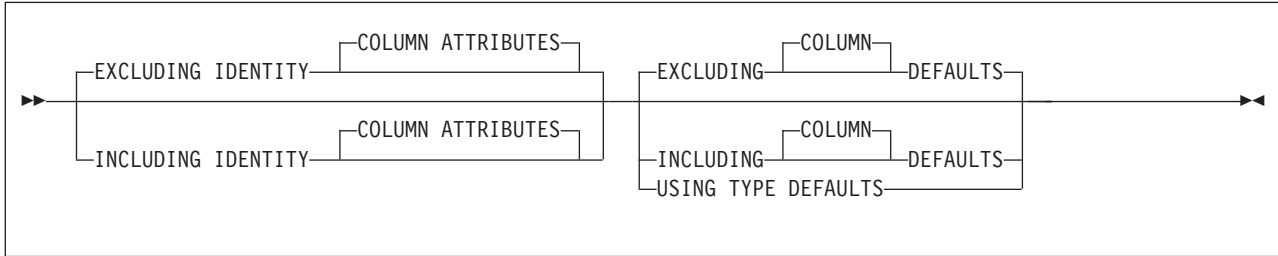 COLUMN ATTRIBUTES COLUMN
EXCLUDING IDENTITY EXCLUDING DEFAULTS
COLUMN ATTRIBUTES COLUMN
INCLUDING IDENTITY INCLUDING DEFAULTS
USING TYPE DEFAULTS